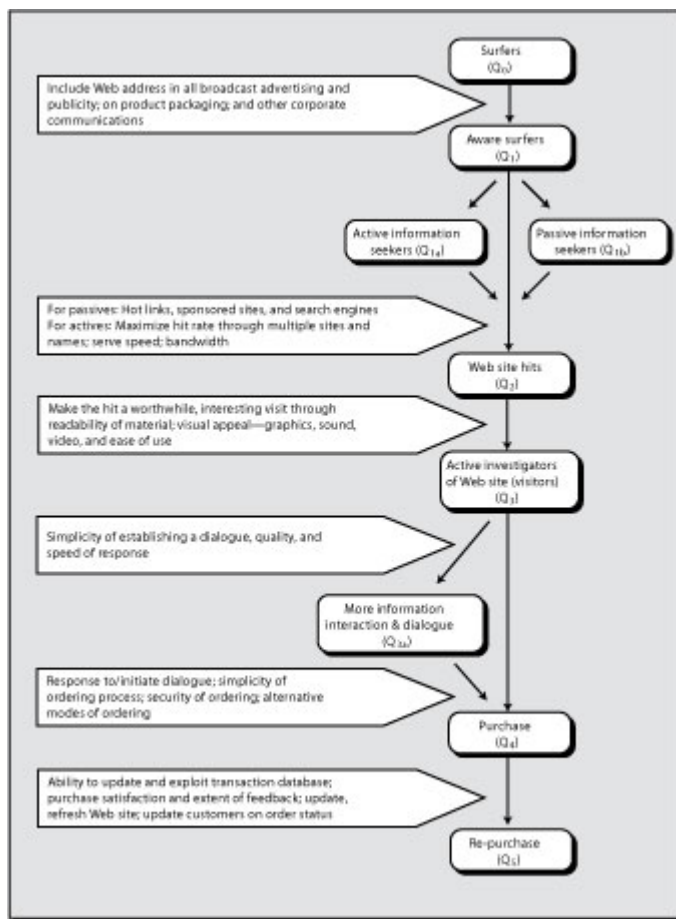 Surfers
(Q₀)
Include Web address in all broadcast advertising and
publicity; on product packaging; and other corporate
communications
Aware surfers
(Q₁)
Active information
seekers (Q₁ₐ)
Passive information
seekers (Q₁b)
For passives: Hot links, sponsored sites, and search engines
For actives: Maximize hit rate through multiple sites and
names; serve speed; bandwidth
Web site hits
(Q₂)
Make the hit a worthwhile, interesting visit through
readability of material; visual appeal—graphics, sound,
video, and ease of use
Active investigators
of Web site (visitors)
(Q₃)
Simplicity of establishing a dialogue, quality, and
speed of response
More information
interaction & dialogue
(Q₃ₐ)
Response to/initiate dialogue; simplicity of
ordering process; security of ordering; alternative
modes of ordering
Purchase
(Q₄)
Ability to update and exploit transaction database;
purchase satisfaction and extent of feedback; update,
refresh Web site; update customers on order status
Re-purchase
(Q₅)